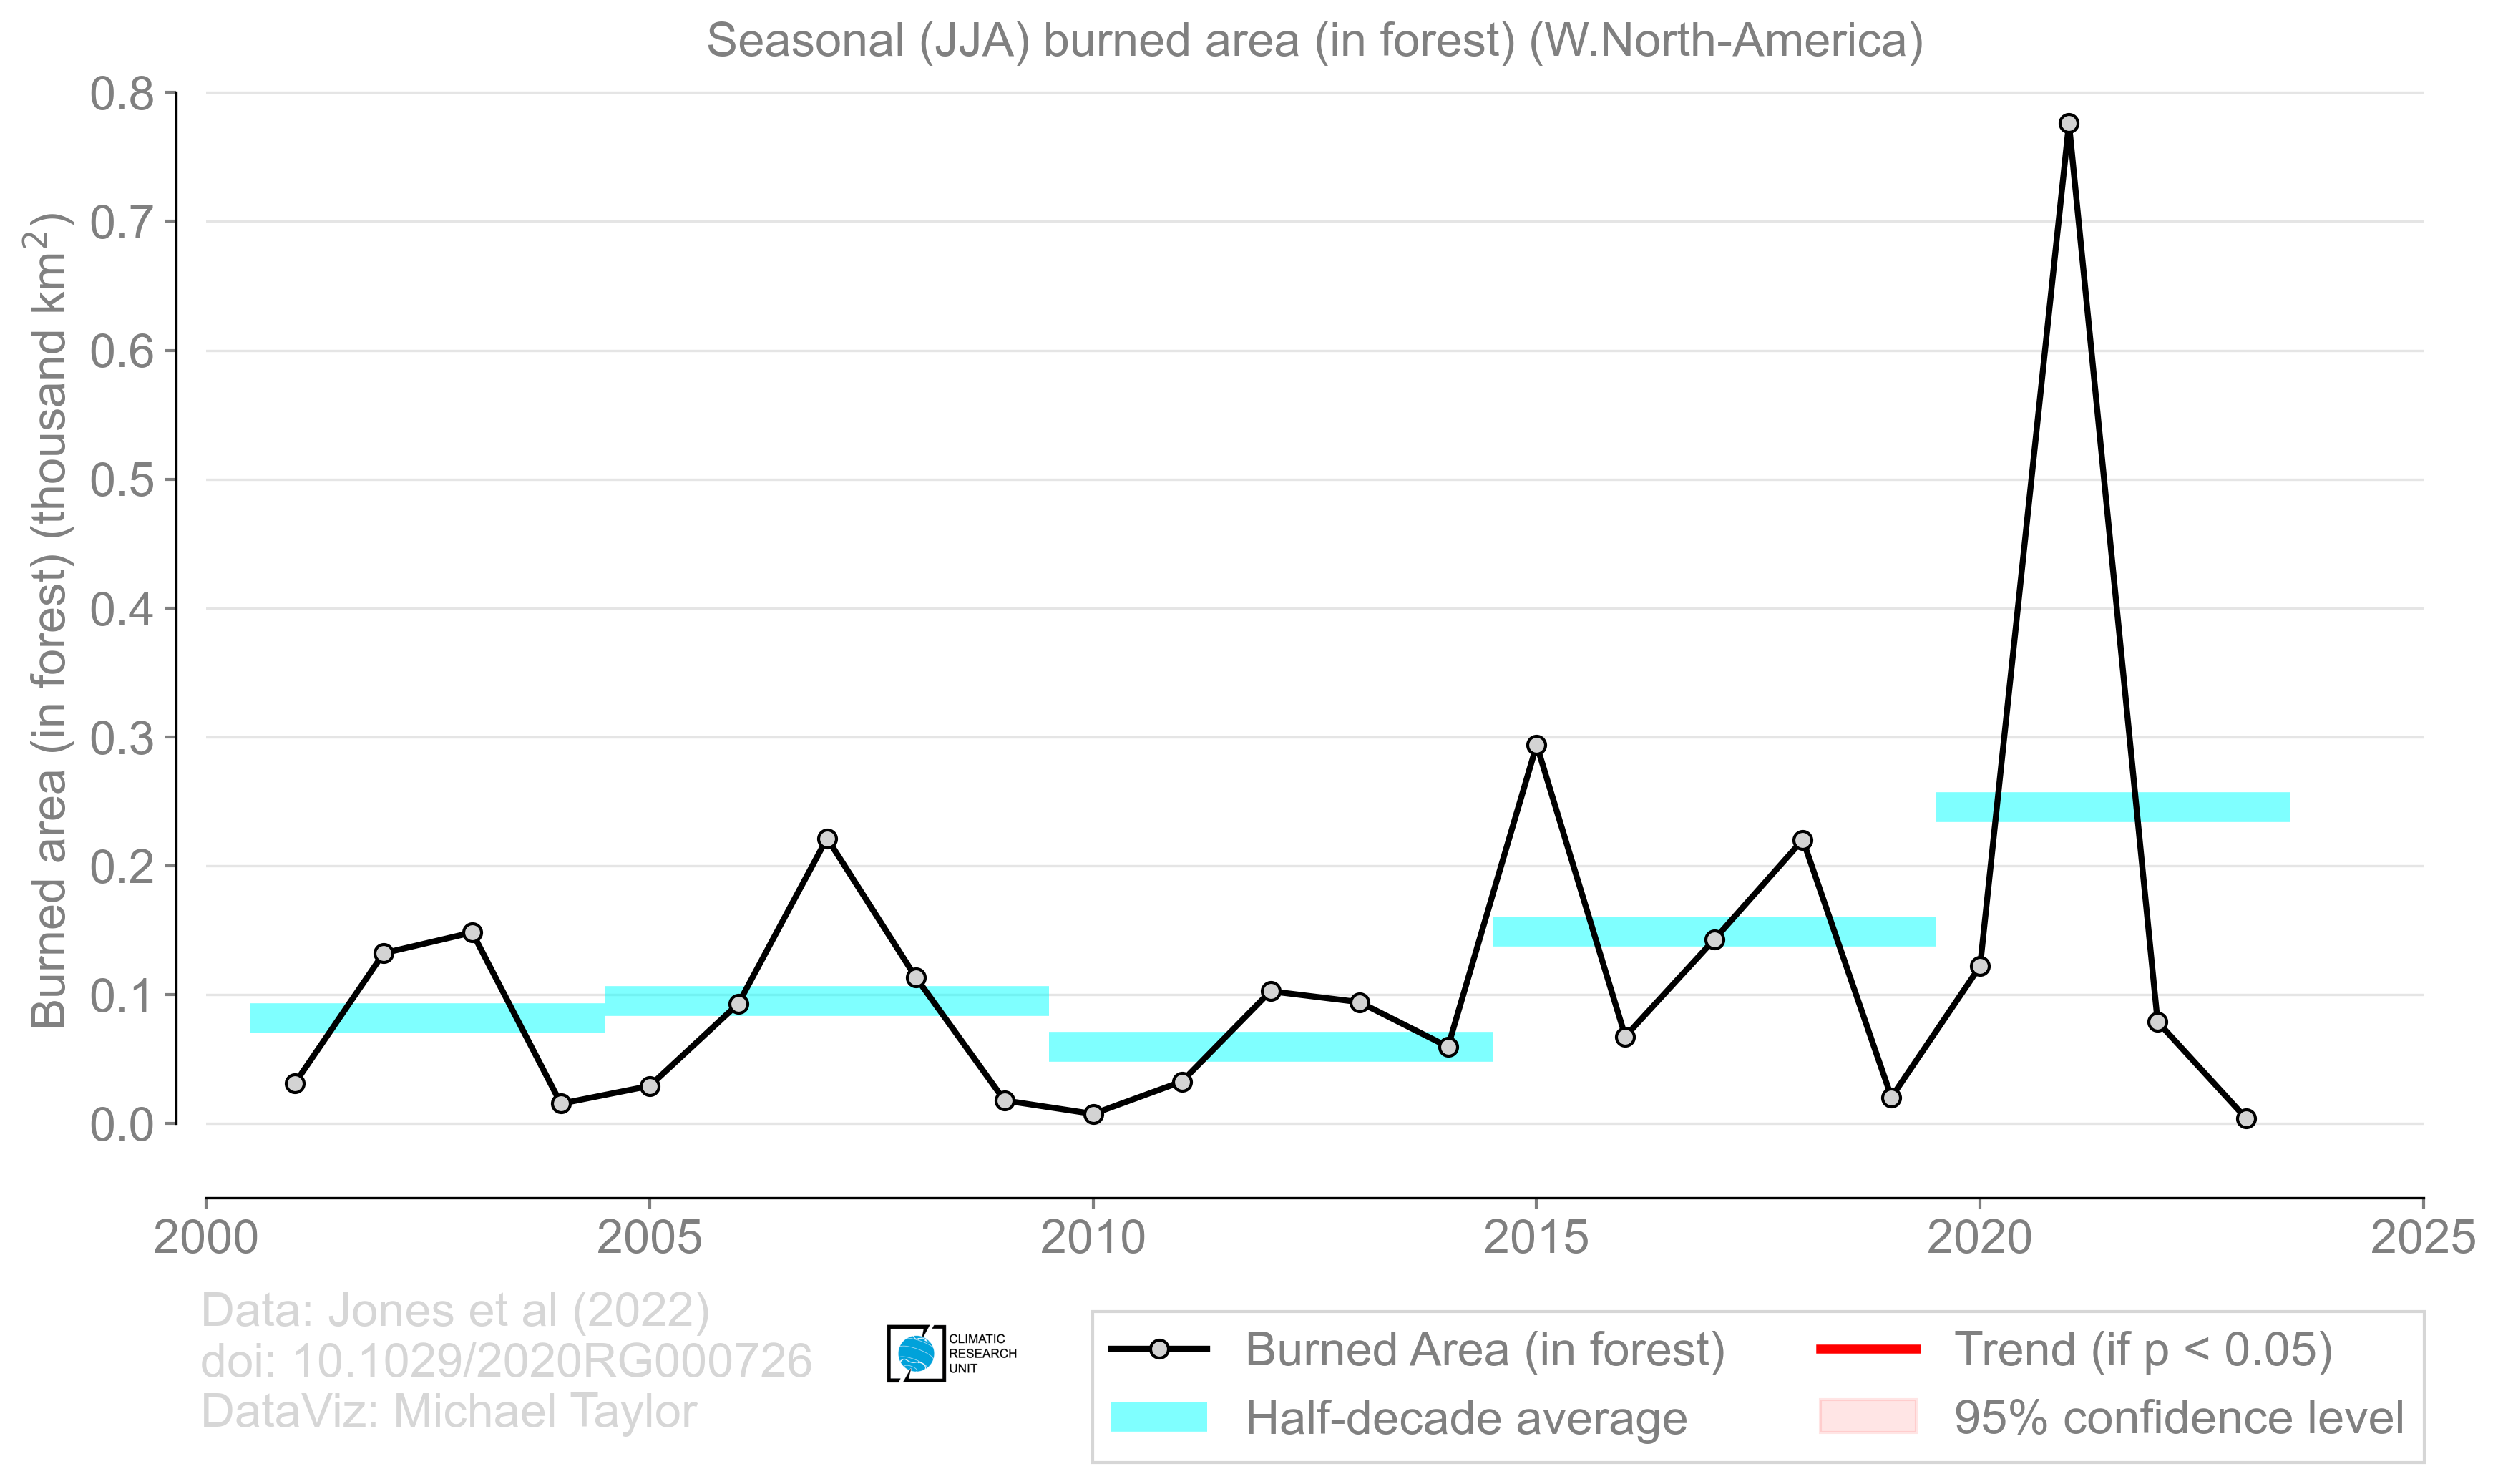 Seasonal (JJA) burned area (in forest) (W.North-America)
Burned area (in forest) (thousand km²)
0.8
0.7
0.6
0.5
0.4
0.3
0.2
0.1
0.0
2000 2005 2010 2015 2020 2025
Data: Jones et al (2022)
doi: 10.1029/2020RG000726
DataViz: Michael Taylor
CLIMATIC
RESEARCH
UNIT
Burned Area (in forest)
Half-decade average
Trend (if p < 0.05)
95% confidence level